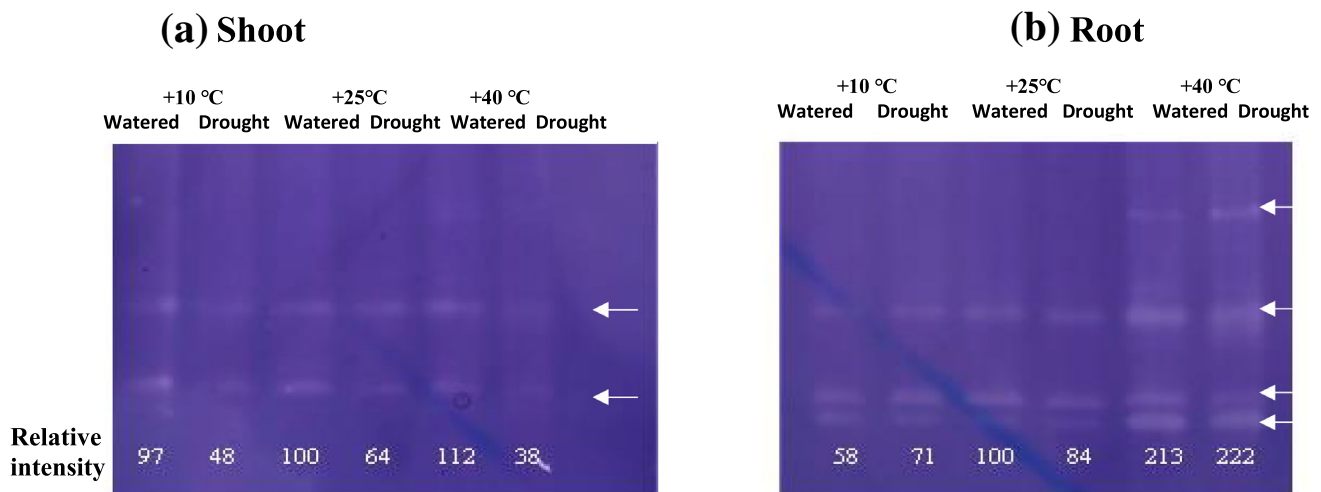 (a) Shoot
+10 °C +25°C +40 °C
Watered Drought Watered Drought Watered Drought
Relative
intensity
97 48 100 64 112 38
(b) Root
+10 °C +25°C +40 °C
Watered Drought Watered Drought Watered Drought
58 71 100 84 213 222